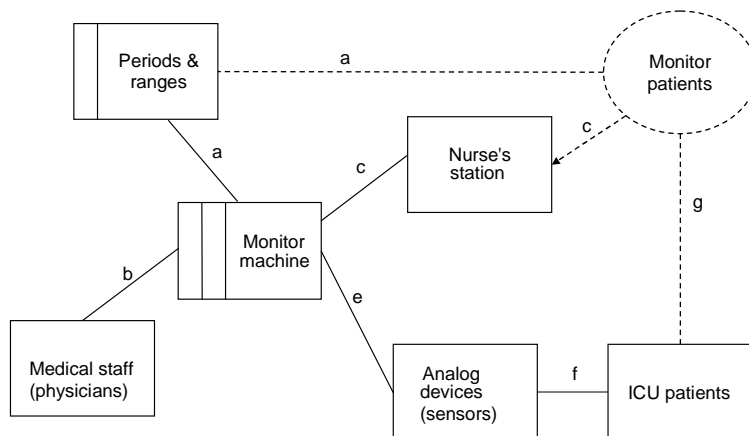 Periods &
ranges
a
Monitor
patients
a
c
Nurse's
station
c
g
Monitor
machine
b
e
Medical staff
(physicians)
Analog
devices
(sensors)
f
ICU patients